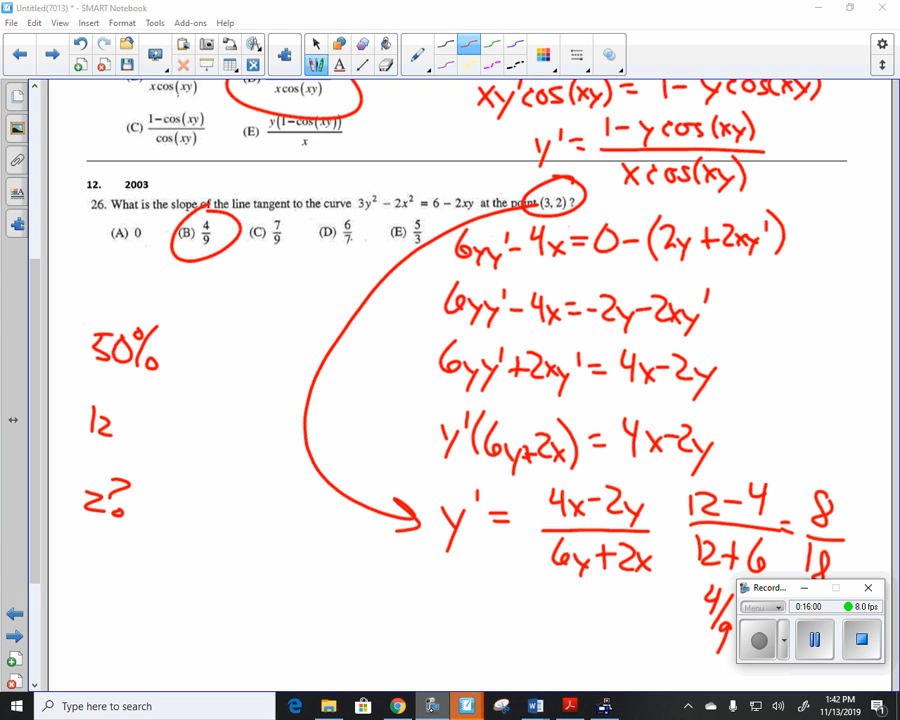 Untitled(7013) * - SMART Notebook
File Edit View Insert Format Tools Add-ons Help
x cos(xy)
x cos(xy)
(C) 1−cos(xy) / cos(xy)
(E) y(1−cos(xy)) / x
xy'cos(xy) = 1 - ycos(xy)
y' = 1 - ycos(xy) / xcos(xy)
12. 2003
26. What is the slope of the line tangent to the curve 3y² − 2x² = 6 − 2xy at the point (3, 2) ?
(A) 0 (B) 4/9 (C) 7/9 (D) 6/7 (E) 5/3
6yy' - 4x = 0 - (2y + 2xy')
6yy' - 4x = -2y - 2xy'
50%
6yy' + 2xy' = 4x - 2y
12
y'(6y + 2x) = 4x - 2y
2?
y' = 4x - 2y / 6y + 2x
12 - 4 / 12 + 6 = 8 / 18
4/9
Record...
Menu 0:16:00 8.0 fps
Type here to search
1:42 PM
11/13/2019
1